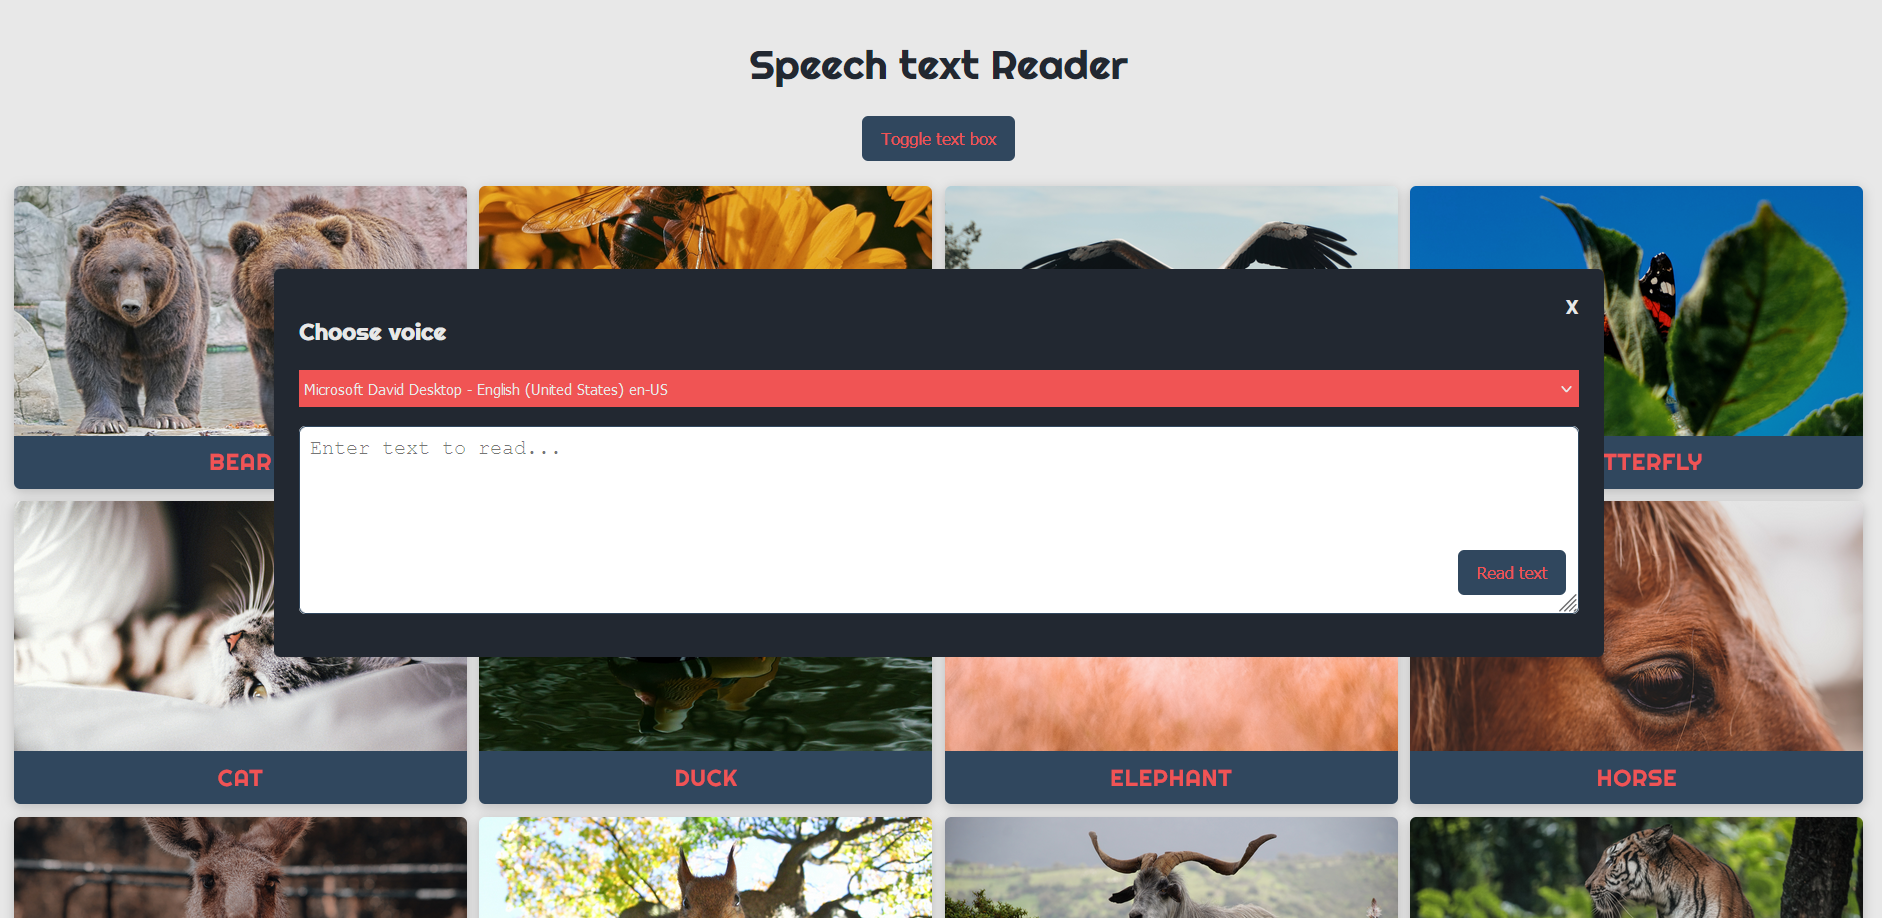 Speech text Reader
Toggle text box
X
Choose voice
Microsoft David Desktop - English (United States) en-US
Enter text to read...
Read text
BEAR
TTERFLY
CAT
DUCK
ELEPHANT
HORSE